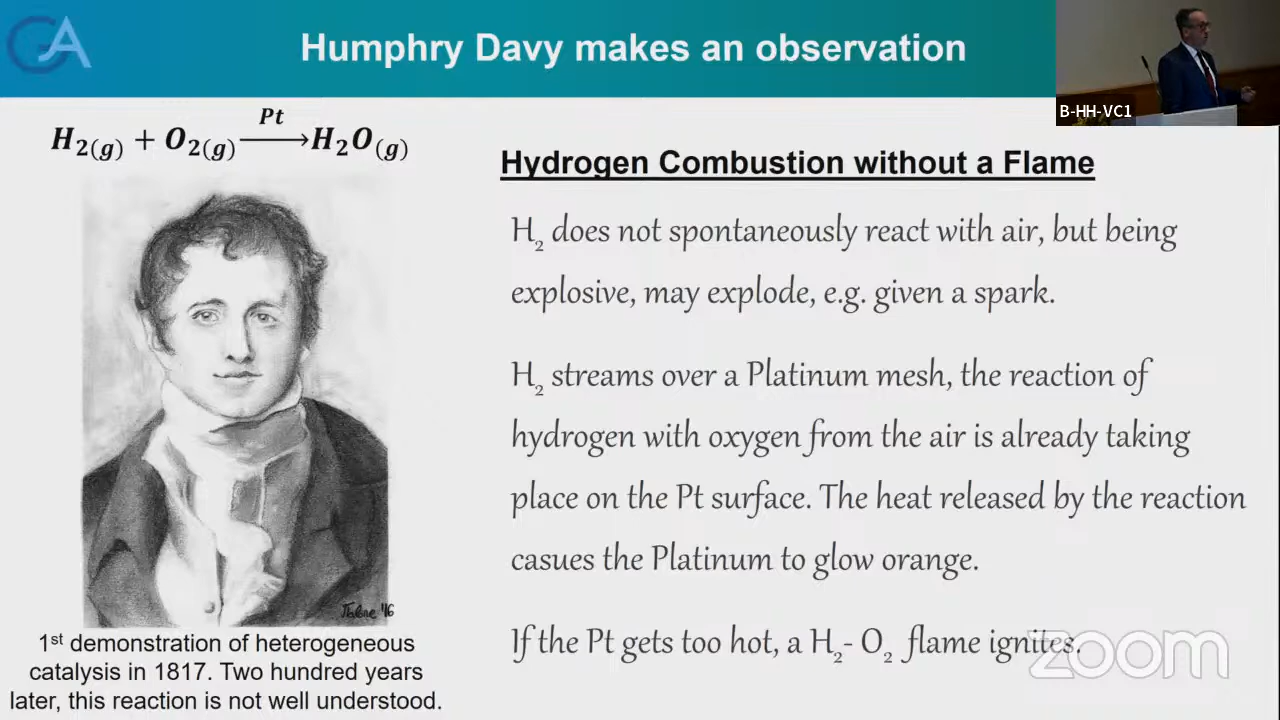 GA
Humphry Davy makes an observation
B-HH-VC1
H₂₍g₎ + O₂₍g₎ Pt ⟶ H₂O₍g₎
Hydrogen Combustion without a Flame
H₂ does not spontaneously react with air, but being
explosive, may explode, e.g. given a spark.
H₂ streams over a Platinum mesh, the reaction of
hydrogen with oxygen from the air is already taking
place on the Pt surface. The heat released by the reaction
casues the Platinum to glow orange.
If the Pt gets too hot, a H₂- O₂ flame ignites.
1st demonstration of heterogeneous
catalysis in 1817. Two hundred years
later, this reaction is not well understood.
zoom